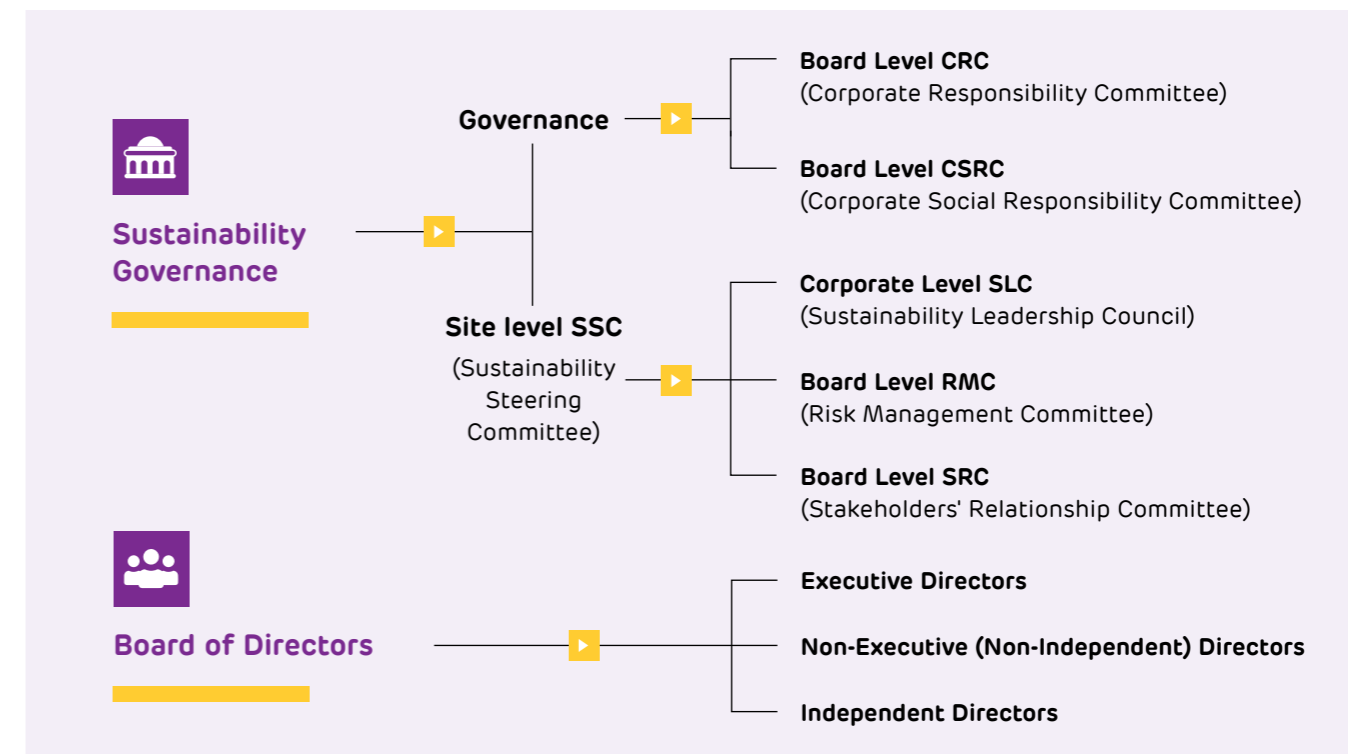 Sustainability
Governance
Governance
Board Level CRC
(Corporate Responsibility Committee)
Board Level CSRC
(Corporate Social Responsibility Committee)
Site level SSC
(Sustainability
Steering
Committee)
Corporate Level SLC
(Sustainability Leadership Council)
Board Level RMC
(Risk Management Committee)
Board Level SRC
(Stakeholders' Relationship Committee)
Board of Directors
Executive Directors
Non-Executive (Non-Independent) Directors
Independent Directors